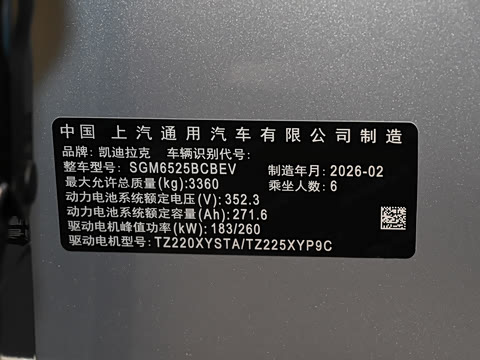 中国 上汽通用汽车有限公司制造
品牌: 凯迪拉克 车辆识别代号:
整车型号: SGM6525BCBEV 制造年月: 2026-02
最大允许总质量(kg):3360 乘坐人数: 6
动力电池系统额定电压(V): 352.3
动力电池系统额定容量(Ah): 271.6
驱动电机峰值功率(kW): 183/260
驱动电机型号: TZ220XYSTA/TZ225XYP9C